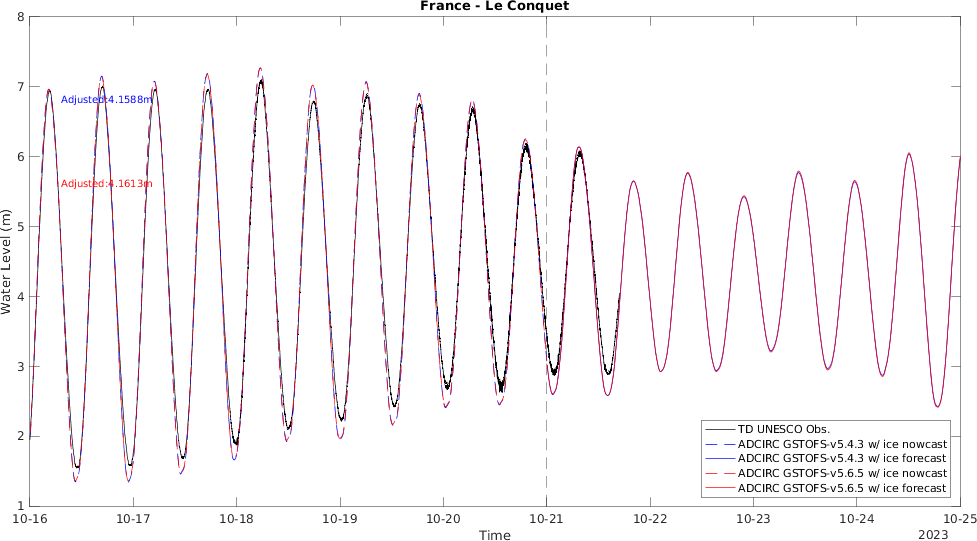 France - Le Conquet
8
7
6
5
4
3
2
1
Water Level (m)
Adjusted:4.1588m
Adjusted:4.1613m
TD UNESCO Obs.
ADCIRC GSTOFS-v5.4.3 w/ ice nowcast
ADCIRC GSTOFS-v5.4.3 w/ ice forecast
ADCIRC GSTOFS-v5.6.5 w/ ice nowcast
ADCIRC GSTOFS-v5.6.5 w/ ice forecast
10-16 10-17 10-18 10-19 10-20 10-21 10-22 10-23 10-24 10-25
Time
2023